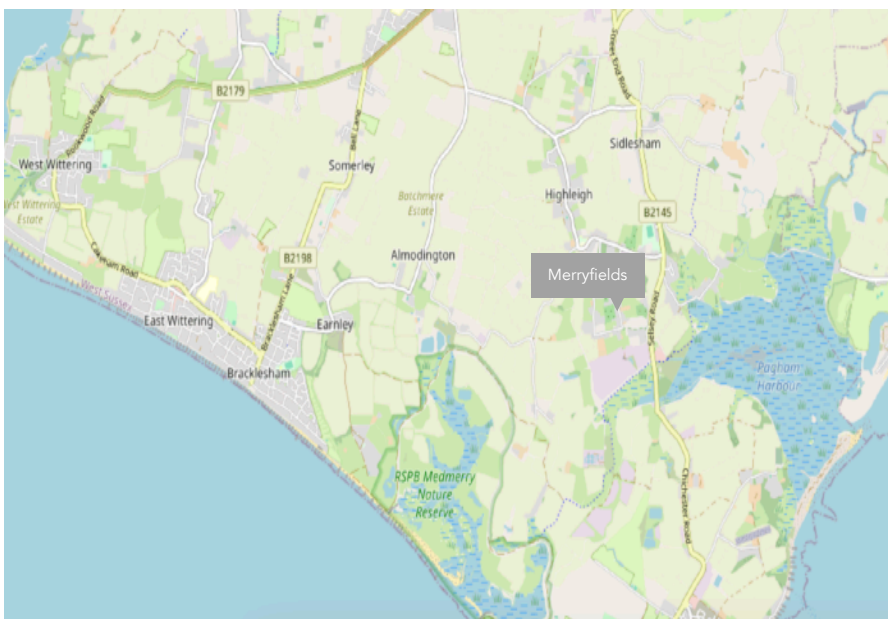 B2179
Rookwood Road
Bell Lane
Street End Road
Sidlesham
West Wittering
Somerley
Highleigh
Batchmere
Estate
West Wittering
Estate
B2145
Cakeham Road
B2198
Almodington
Merryfields
West Sussex
Bracklesham Lane
East Wittering
Earnley
Selsey Road
Bracklesham
Pagham
Harbour
RSPB Medmerry
Nature
Reserve
Chichester Road